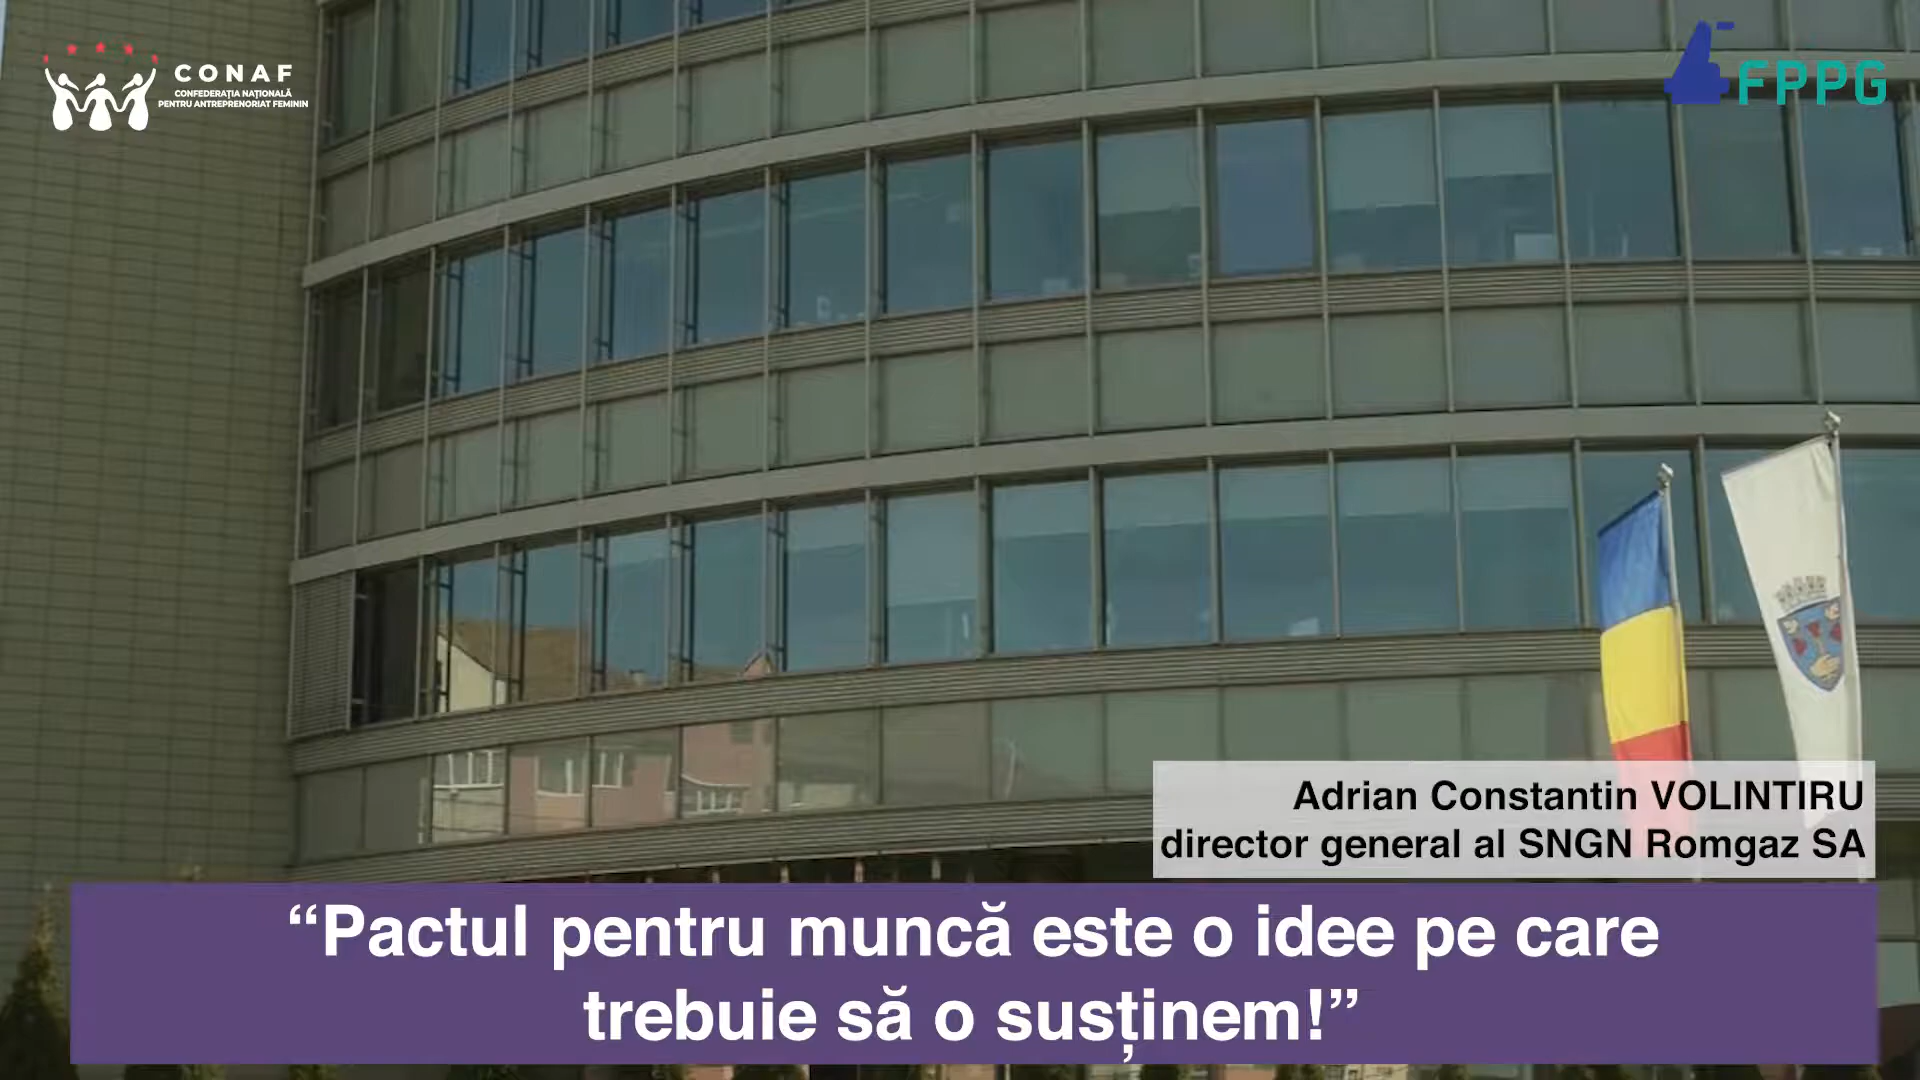 CONAF
CONFEDERAȚIA NAȚIONALĂ
PENTRU ANTREPRENORIAT FEMININ
FPPG
Adrian Constantin VOLINTIRU
director general al SNGN Romgaz SA
“Pactul pentru muncă este o idee pe care
trebuie să o susținem!”